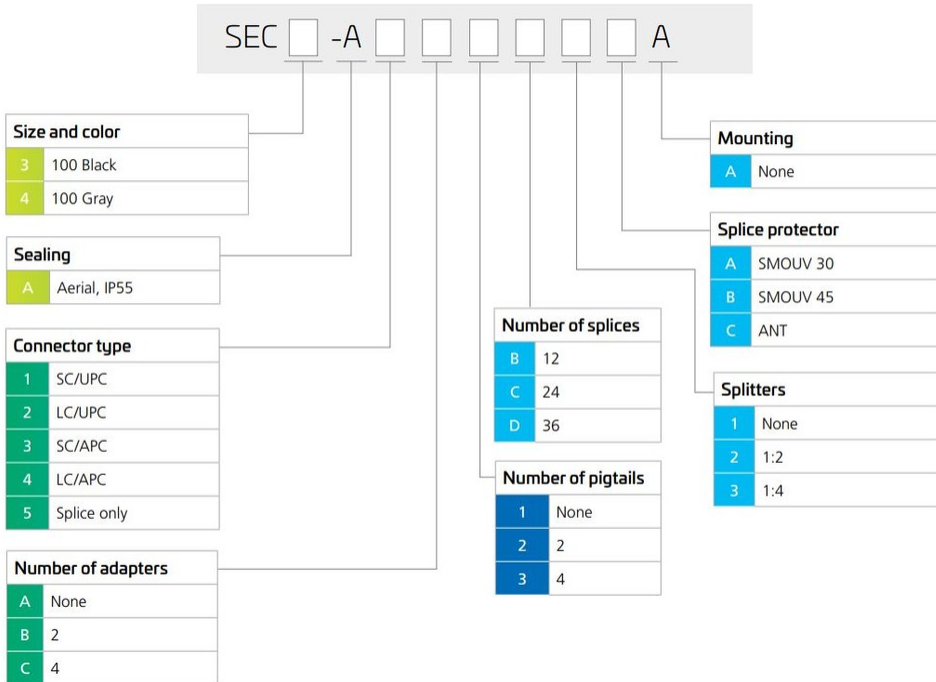 SEC -A A
Size and color
3 100 Black
4 100 Gray
Sealing
A Aerial, IP55
Connector type
1 SC/UPC
2 LC/UPC
3 SC/APC
4 LC/APC
5 Splice only
Number of adapters
A None
B 2
C 4
Number of splices
B 12
C 24
D 36
Number of pigtails
1 None
2 2
3 4
Mounting
A None
Splice protector
A SMOUV 30
B SMOUV 45
C ANT
Splitters
1 None
2 1:2
3 1:4